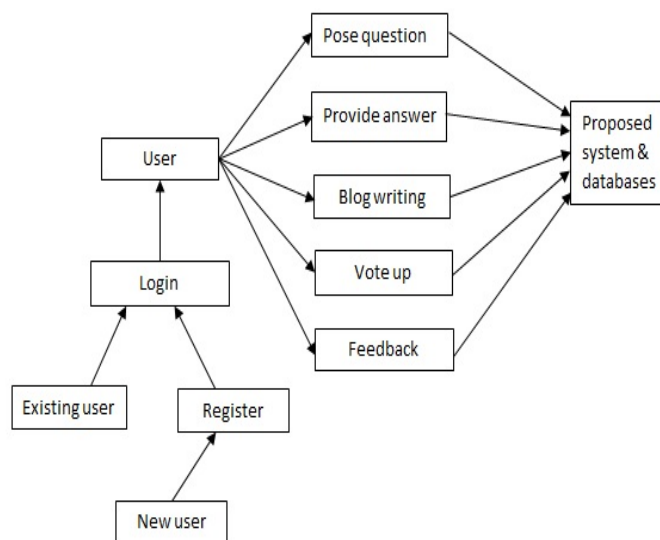 Pose question
Provide answer
Proposed
system &
databases
User
Blog writing
Login
Vote up
Feedback
Existing user
Register
New user